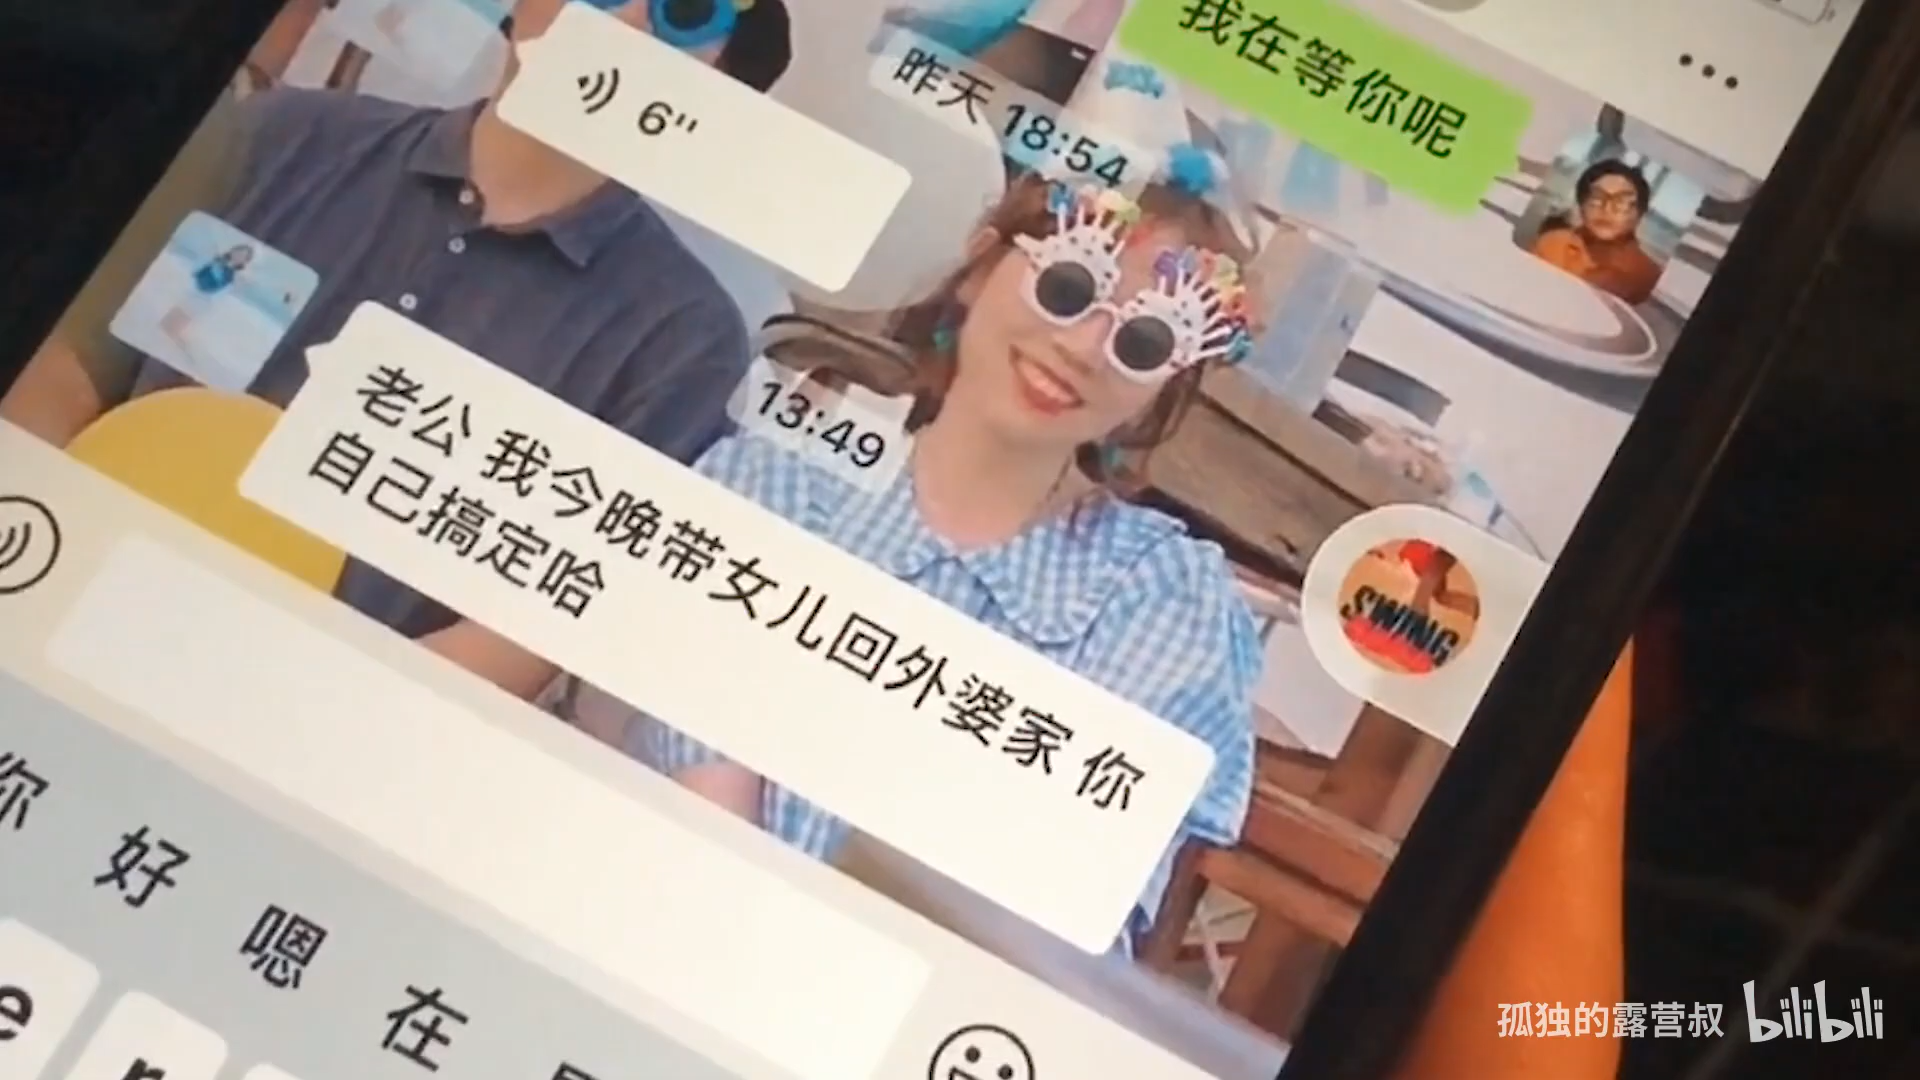 我在等你呢
昨天 18:54
6"
13:49
老公 我今晚带女儿回外婆家 你
自己搞定哈
SWING
你 好 嗯 在
e r
孤独的露营叔 bilibili